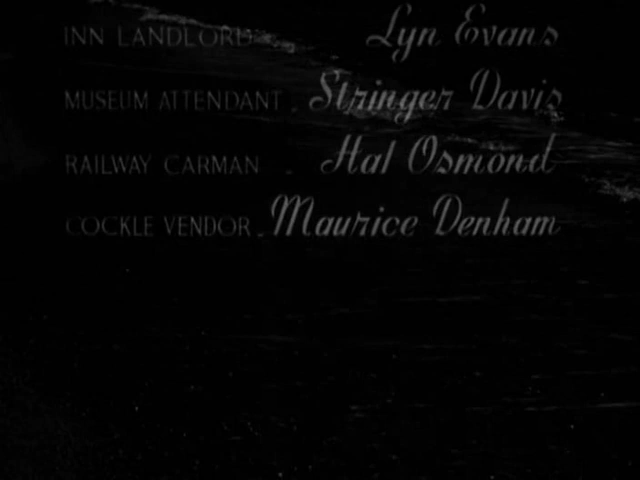 INN LANDLORD Lyn Evans
MUSEUM ATTENDANT . Stringer Davis
RAILWAY CARMAN . Hal Osmond
COCKLE VENDOR . Maurice Denham